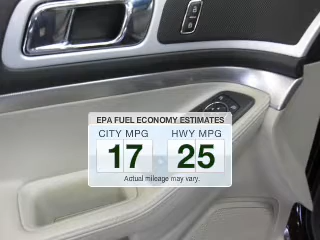 EPA FUEL ECONOMY ESTIMATES
CITY MPG HWY MPG
17 25
Actual mileage may vary.